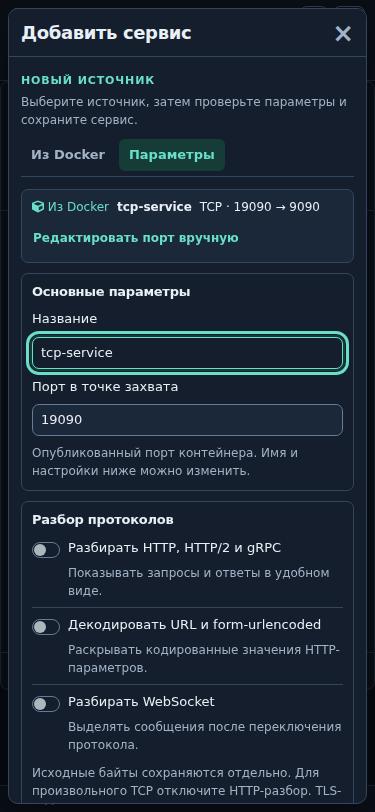 Добавить сервис
НОВЫЙ ИСТОЧНИК
Выберите источник, затем проверьте параметры и
сохраните сервис.
Из Docker Параметры
Из Docker tcp-service TCP · 19090 → 9090
Редактировать порт вручную
Основные параметры
Название
tcp-service
Порт в точке захвата
19090
Опубликованный порт контейнера. Имя и
настройки ниже можно изменить.
Разбор протоколов
Разбирать HTTP, HTTP/2 и gRPC
Показывать запросы и ответы в удобном
виде.
Декодировать URL и form-urlencoded
Раскрывать кодированные значения HTTP-
параметров.
Разбирать WebSocket
Выделять сообщения после переключения
протокола.
Исходные байты сохраняются отдельно. Для
произвольного TCP отключите HTTP-разбор. TLS-